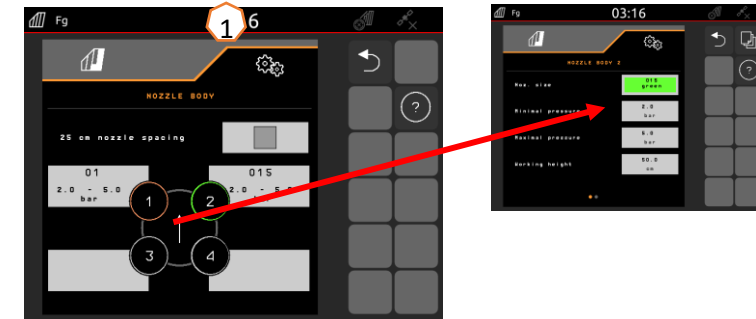 Fg
1
6
NOZZLE BODY
25 cm nozzle spacing
?
01
2.0 - 5.0
bar
015
2.0 - 5.0
1
2
3
4
Fg
03:16
NOZZLE BODY 2
Noz. size
015
green
Minimal pressure
2.0
bar
Maximal pressure
5.0
bar
Working height
50.0
cm
?